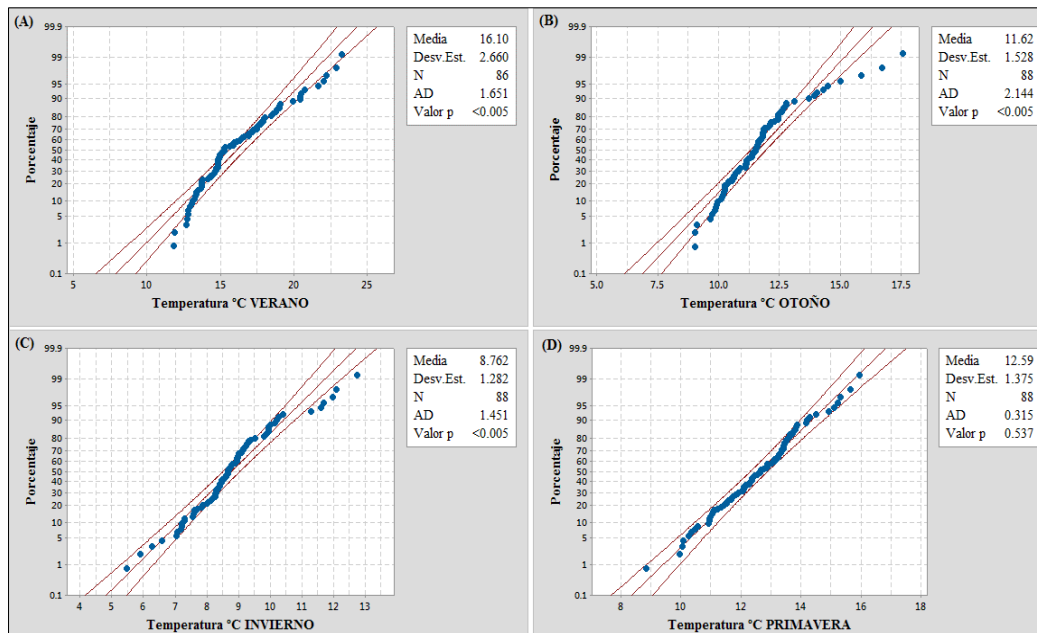 (A)
99.9
99
95
90
80
70
60
50
40
30
20
10
5
1
0.1
Porcentaje
5
10
15
20
25
Temperatura °C VERANO
Media 16.10
Desv.Est. 2.660
N 86
AD 1.651
Valor p <0.005
(B)
99.9
99
95
90
80
70
60
50
40
30
20
10
5
1
0.1
Porcentaje
5.0
7.5
10.0
12.5
15.0
17.5
Temperatura °C OTOÑO
Media 11.62
Desv.Est. 1.528
N 88
AD 2.144
Valor p <0.005
(C)
99.9
99
95
90
80
70
60
50
40
30
20
10
5
1
0.1
Porcentaje
4
5
6
7
8
9
10
11
12
13
Temperatura °C INVIERNO
Media 8.762
Desv.Est. 1.282
N 88
AD 1.451
Valor p <0.005
(D)
99.9
99
95
90
80
70
60
50
40
30
20
10
5
1
0.1
Porcentaje
8
10
12
14
16
18
Temperatura °C PRIMAVERA
Media 12.59
Desv.Est. 1.375
N 88
AD 0.315
Valor p 0.537